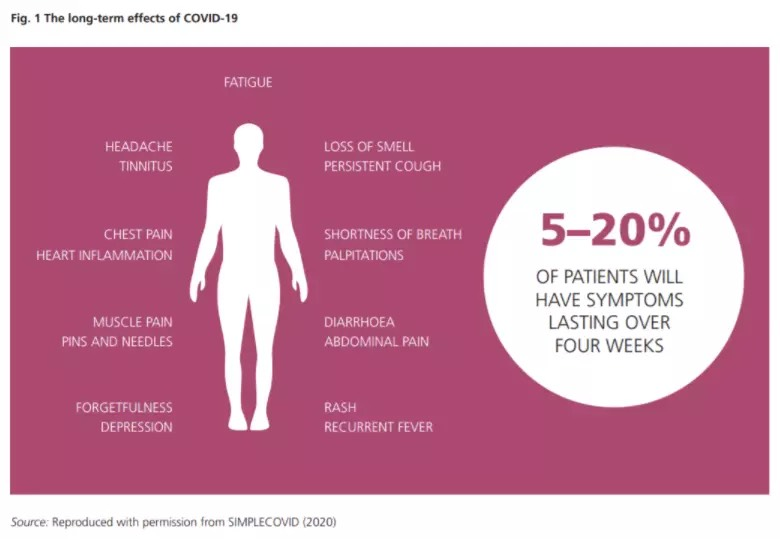 Fig. 1 The long-term effects of COVID-19
FATIGUE
HEADACHE
TINNITUS
LOSS OF SMELL
PERSISTENT COUGH
CHEST PAIN
HEART INFLAMMATION
SHORTNESS OF BREATH
PALPITATIONS
MUSCLE PAIN
PINS AND NEEDLES
DIARRHOEA
ABDOMINAL PAIN
FORGETFULNESS
DEPRESSION
RASH
RECURRENT FEVER
5–20%
OF PATIENTS WILL
HAVE SYMPTOMS
LASTING OVER
FOUR WEEKS
Source: Reproduced with permission from SIMPLECOVID (2020)